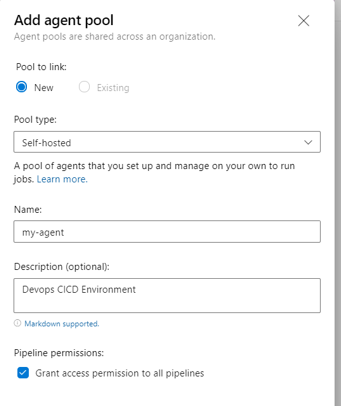 Add agent pool
Agent pools are shared across an organization.
Pool to link:
New
Existing
Pool type:
Self-hosted
A pool of agents that you set up and manage on your own to run
jobs. Learn more.
Name:
my-agent
Description (optional):
Devops CICD Environment
Markdown supported.
Pipeline permissions:
Grant access permission to all pipelines